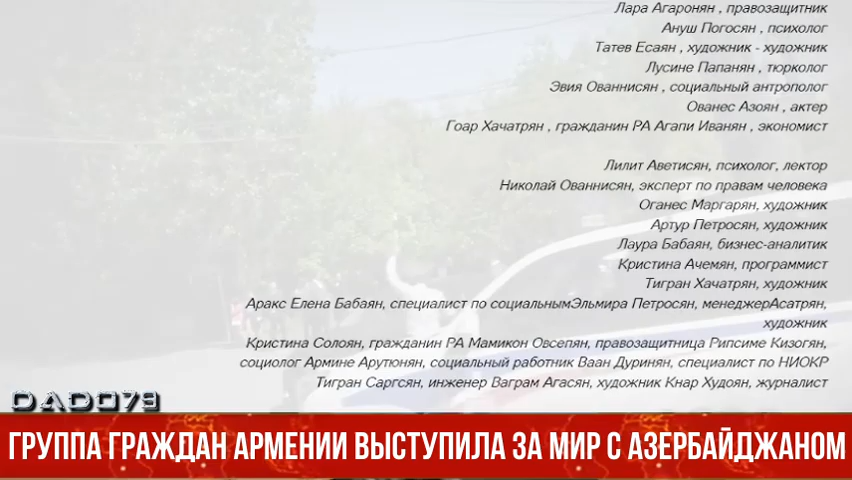 Лара Агаронян , правозащитник
Ануш Погосян , психолог
Татев Есаян , художник - художник
Лусине Папанян , тюрколог
Эвия Ованнисян , социальный антрополог
Ованес Азоян , актер
Гоар Хачатрян , гражданин РА Агапи Иванян , экономист
Лилит Аветисян, психолог, лектор
Николай Ованнисян, эксперт по правам человека
Оганес Маргарян, художник
Артур Петросян, художник
Лаура Бабаян, бизнес-аналитик
Кристина Ачемян, программист
Тигран Хачатрян, художник
Аракс Елена Бабаян, специалист по социальнымЭльмира Петросян, менеджерАсатрян,
художник
Кристина Солоян, гражданин РА Мамикон Овсепян, правозащитница Рипсиме Кизогян,
социолог Армине Арутюнян, социальный работник Ваан Дуринян, специалист по НИОКР
Тигран Саргсян, инженер Ваграм Агасян, художник Кнар Худоян, журналист
DADO79
ГРУППА ГРАЖДАН АРМЕНИИ ВЫСТУПИЛА ЗА МИР С АЗЕРБАЙДЖАНОМ